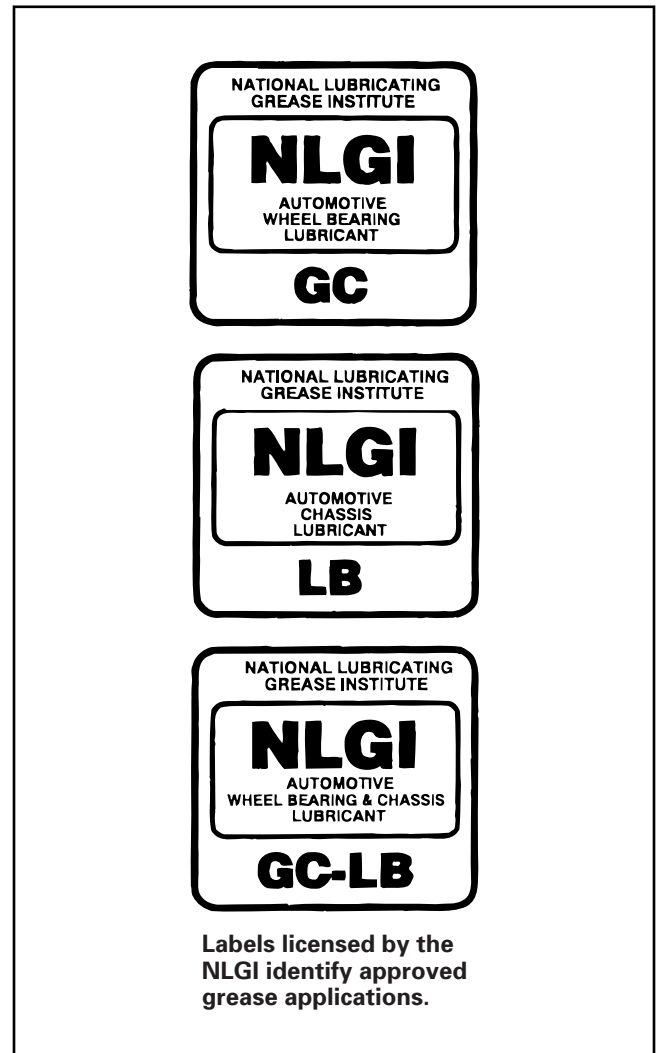 NATIONAL LUBRICATING
GREASE INSTITUTE
NLGI
AUTOMOTIVE
WHEEL BEARING
LUBRICANT
GC
NATIONAL LUBRICATING
GREASE INSTITUTE
NLGI
AUTOMOTIVE
CHASSIS
LUBRICANT
LB
NATIONAL LUBRICATING
GREASE INSTITUTE
NLGI
AUTOMOTIVE
WHEEL BEARING & CHASSIS
LUBRICANT
GC-LB
Labels licensed by the
NLGI identify approved
grease applications.